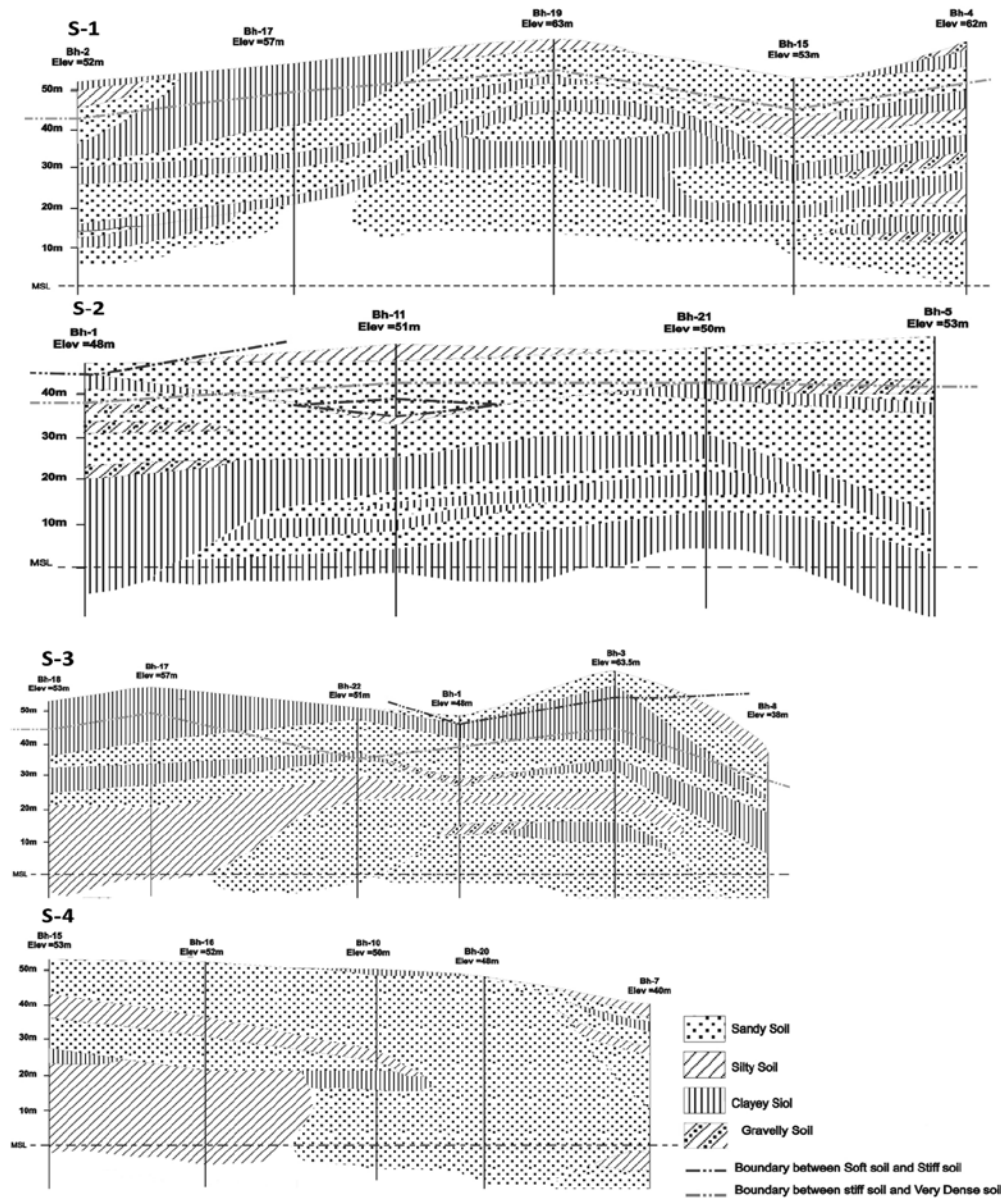 S-1
Bh-2
Elev =52m
Bh-17
Elev =57m
Bh-19
Elev =63m
Bh-15
Elev =53m
Bh-4
Elev =62m
50m
40m
30m
20m
10m
MSL
S-2
Bh-1
Elev =48m
Bh-11
Elev =51m
Bh-21
Elev =50m
Bh-5
Elev =53m
40m
30m
20m
10m
MSL
S-3
Bh-18
Elev =53m
Bh-17
Elev =57m
Bh-22
Elev =51m
Bh-1
Elev =48m
Bh-3
Elev =63.5m
Bh-8
Elev =38m
50m
40m
30m
20m
10m
MSL
S-4
Bh-15
Elev =53m
Bh-16
Elev =52m
Bh-10
Elev =50m
Bh-20
Elev =48m
Bh-7
Elev =40m
50m
40m
30m
20m
10m
MSL
Sandy Soil
Silty Soil
Clayey Siol
Gravelly Soil
Boundary between Soft soil and Stiff soil
Boundary between stiff soil and Very Dense soil